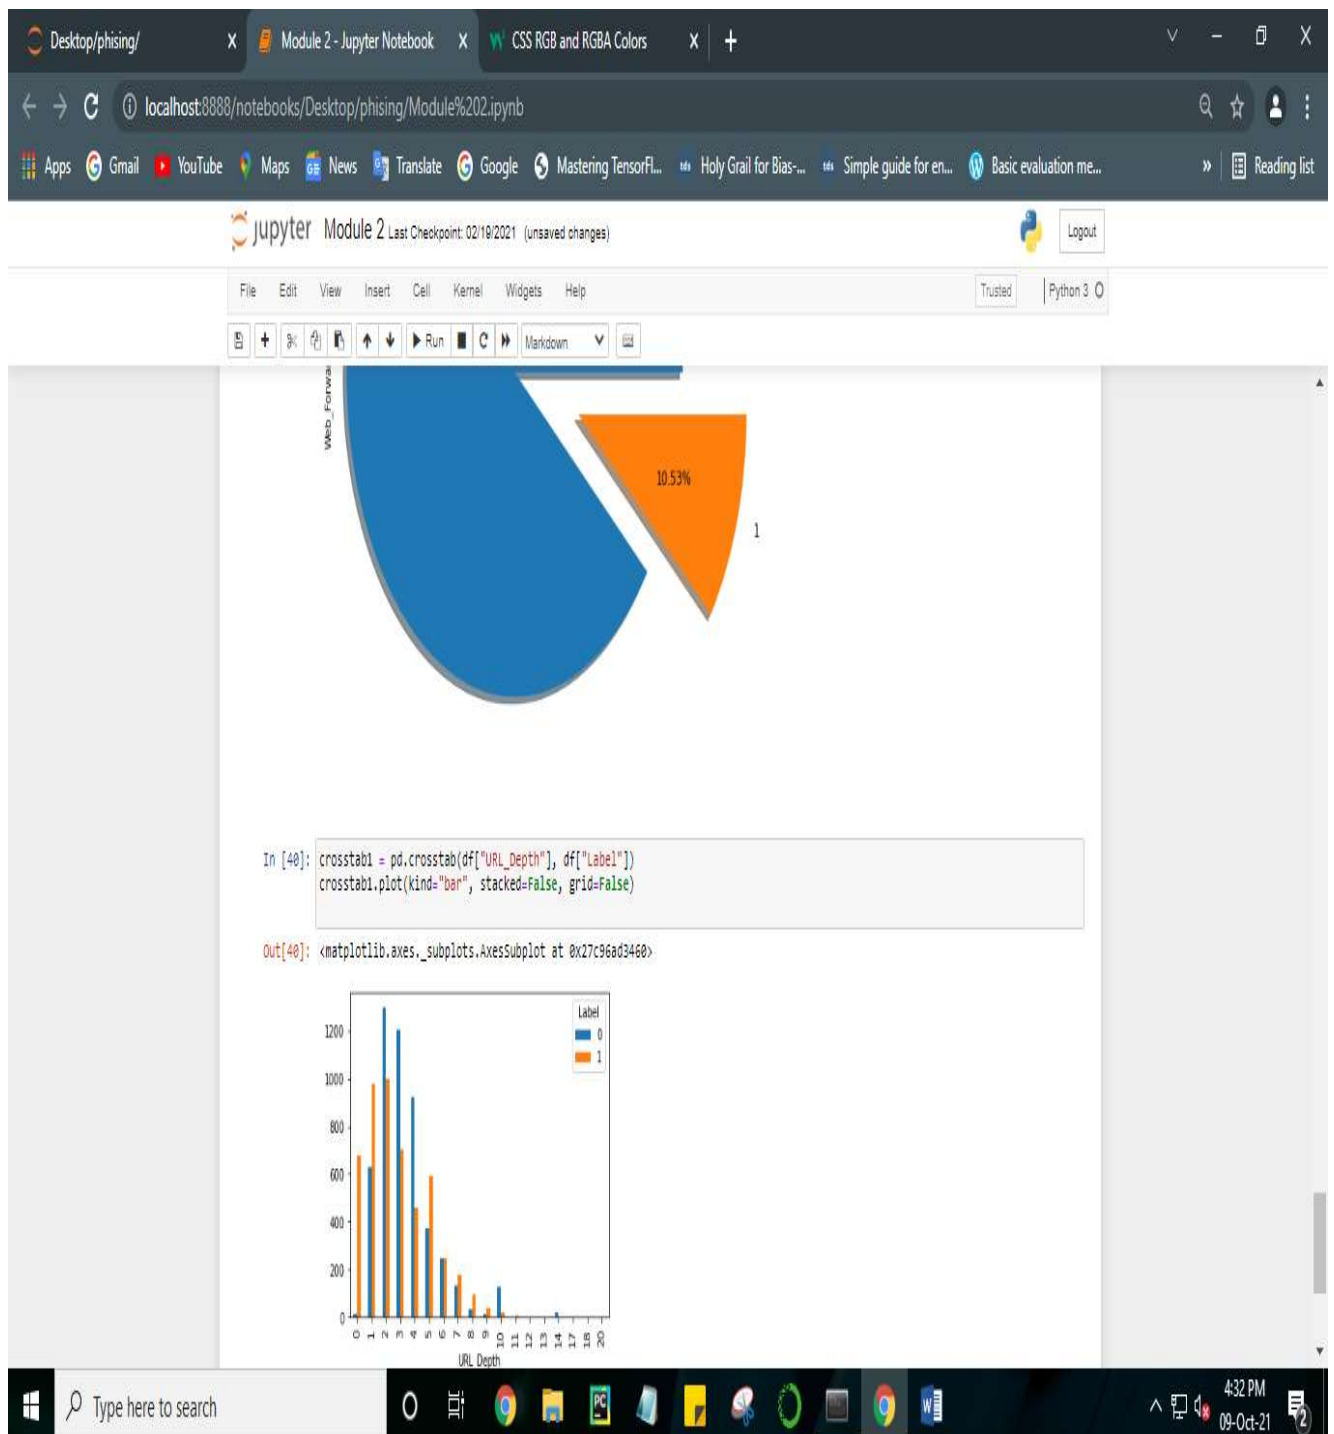 Desktop/phising/
Module 2 - Jupyter Notebook
CSS RGB and RGBA Colors
localhost:8888/notebooks/Desktop/phising/Module%202.ipynb
Apps Gmail YouTube Maps News Translate Google Mastering TensorFl... Holy Grail for Bias-... Simple guide for en... Basic evaluation me... » Reading list
jupyter Module 2 Last Checkpoint: 02/19/2021 (unsaved changes) Logout
File Edit View Insert Cell Kernel Widgets Help Trusted Python 3
Run Markdown
Web_Forwa
10.53%
1
In [40]: crosstab1 = pd.crosstab(df["URL_Depth"], df["Label"])
crosstab1.plot(kind="bar", stacked=False, grid=False)
Out[40]: <matplotlib.axes._subplots.AxesSubplot at 0x27c96ad3460>
Label
0
1
1200
1000
800
600
400
200
0
0 1 2 3 4 5 6 7 8 9 10 11 12 13 14 17 18 20
URL_Depth
Type here to search
4:32 PM
09-Oct-21
2